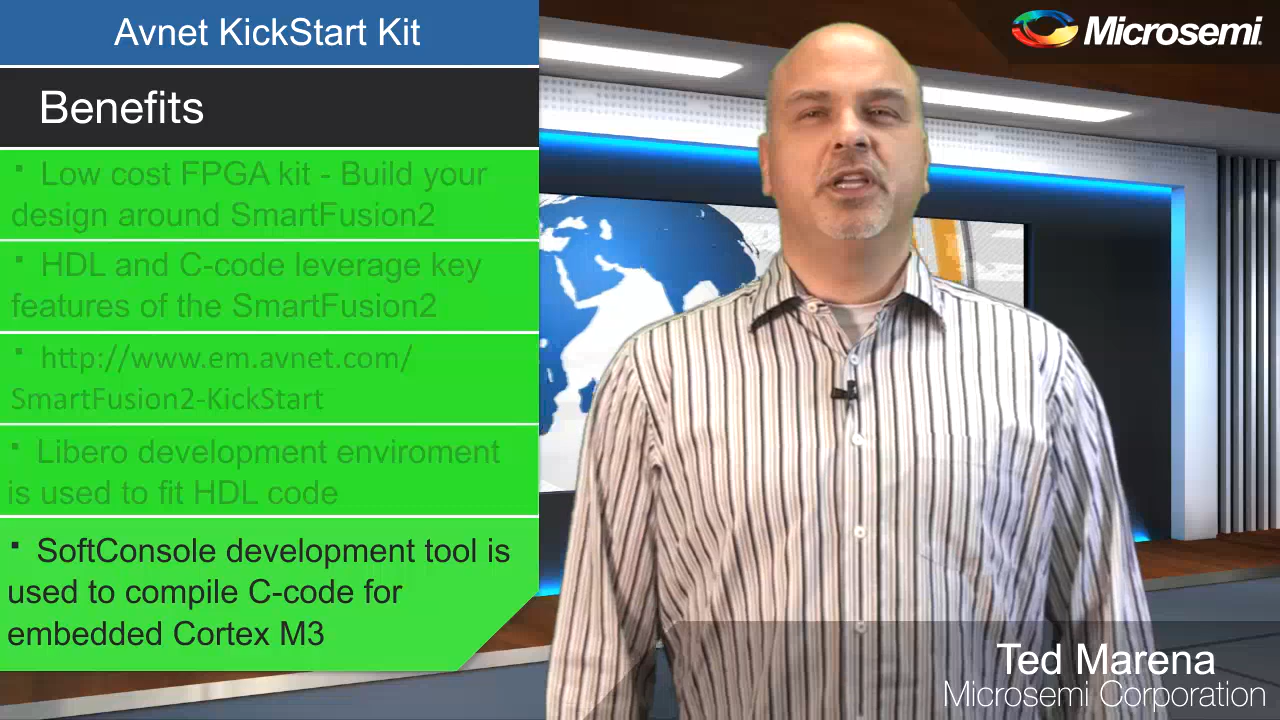 Avnet KickStart Kit
Microsemi
Benefits
· Low cost FPGA kit - Build your
design around SmartFusion2
· HDL and C-code leverage key
features of the SmartFusion2
· http://www.em.avnet.com/
SmartFusion2-KickStart
· Libero development enviroment
is used to fit HDL code
· SoftConsole development tool is
used to compile C-code for
embedded Cortex M3
Ted Marena
Microsemi Corporation